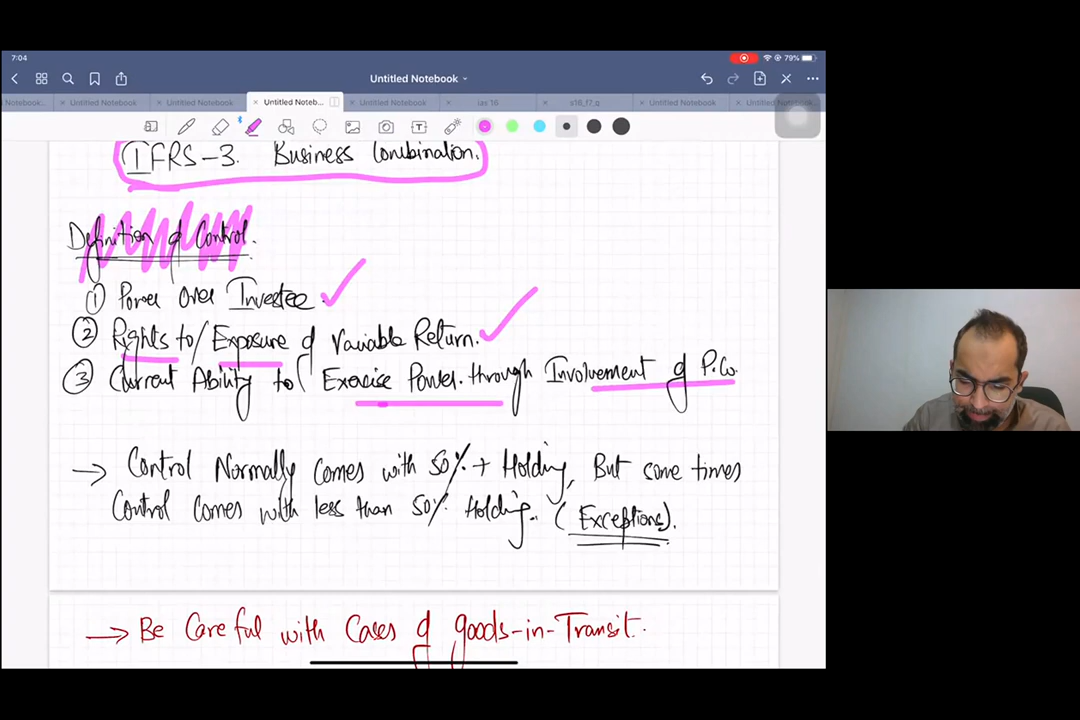 7:04
79%
Untitled Notebook
Notebook...
Untitled Notebook
Untitled Notebook
Untitled Noteb...
Untitled Notebook
ias 16
s16_f7_q
Untitled Notebook
Untitled
IFRS-3. Business Combination.
Definition of Control.
① Power over Investee.
② Rights to/Exposure of Variable Return.
③ Current Ability to Exercise Power through Involvement of P.Co.
→ Control Normally Comes with 50%+ Holding, But some times
Control Comes with less than 50% Holding. (Exceptions).
→ Be Careful with Cases of goods-in-Transit.